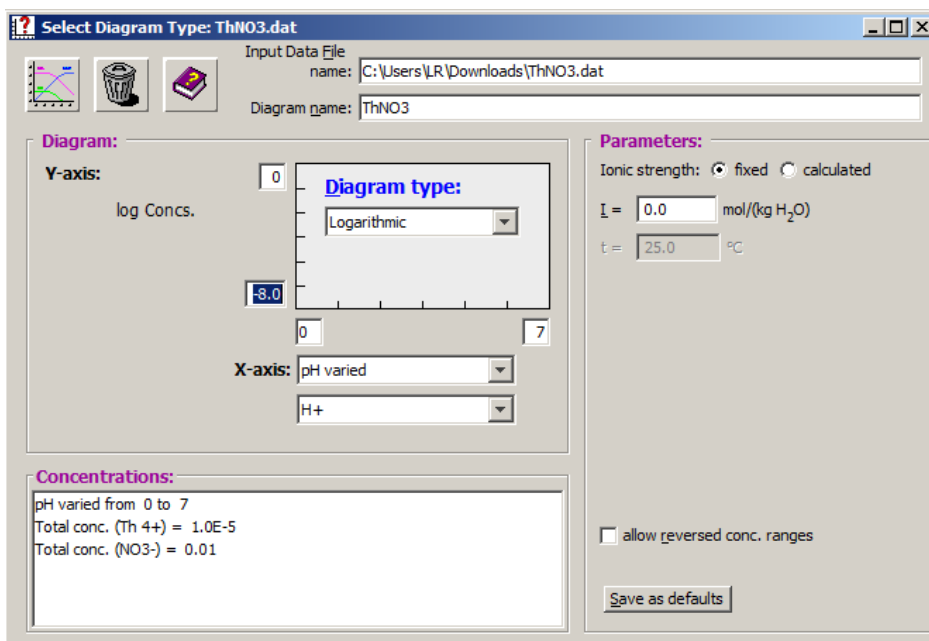 Select Diagram Type: ThNO3.dat
Input Data File
name: C:\Users\LR\Downloads\ThNO3.dat
Diagram name: ThNO3
Diagram:
Y-axis:
0
Diagram type:
log Concs.
Logarithmic
-8.0
0 7
X-axis: pH varied
H+
Parameters:
Ionic strength: fixed calculated
I = 0.0 mol/(kg H2O)
t = 25.0 ºC
allow reversed conc. ranges
Save as defaults
Concentrations:
pH varied from 0 to 7
Total conc. (Th 4+) = 1.0E-5
Total conc. (NO3-) = 0.01